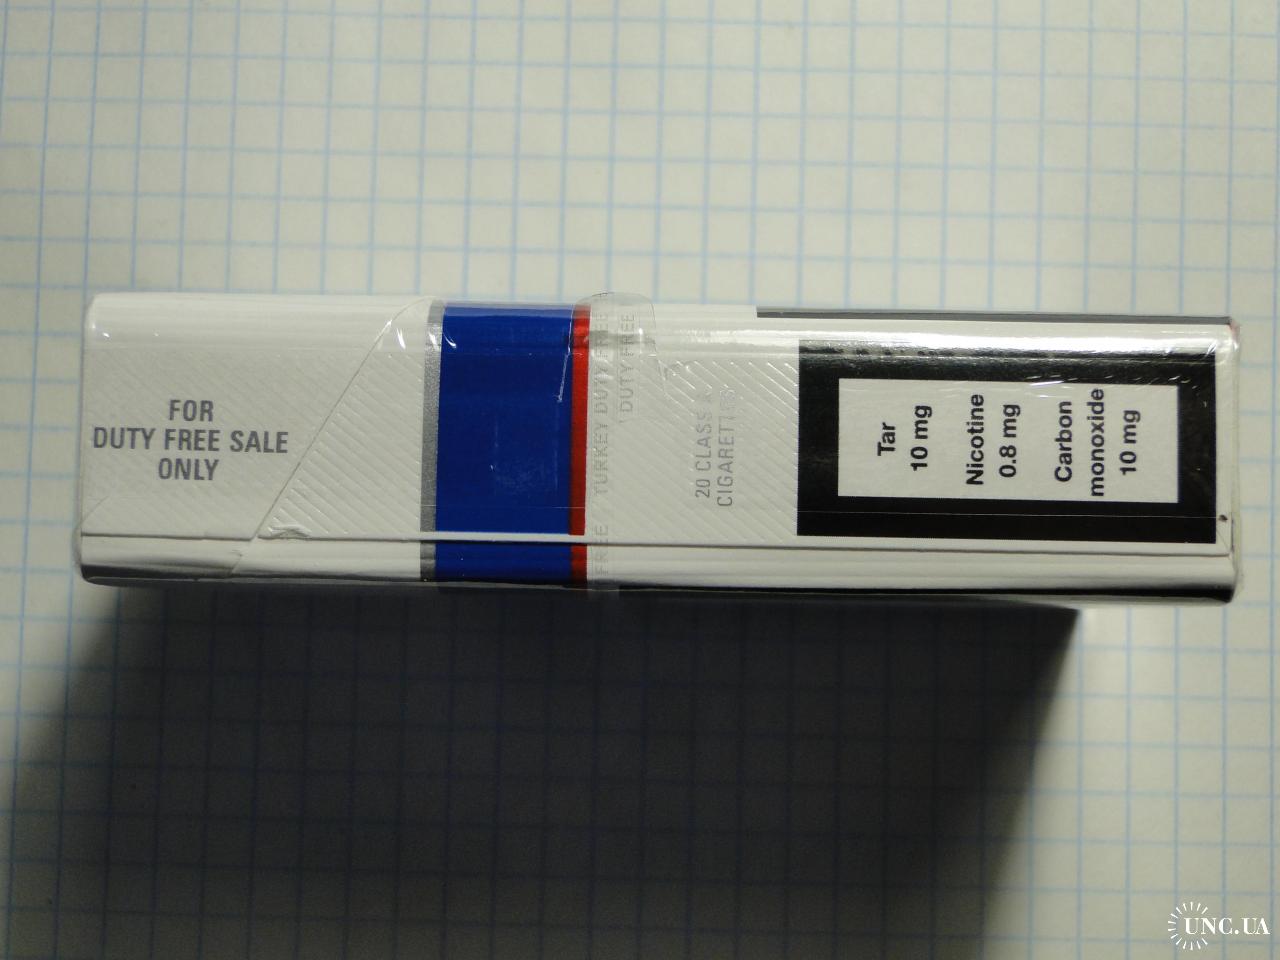 FOR
DUTY FREE SALE
ONLY
FREE TURKEY DUTY FREE
DUTY FREE
20 CLASS A
CIGARETTES
Tar
10 mg
Nicotine
0.8 mg
Carbon
monoxide
10 mg
UNC.UA